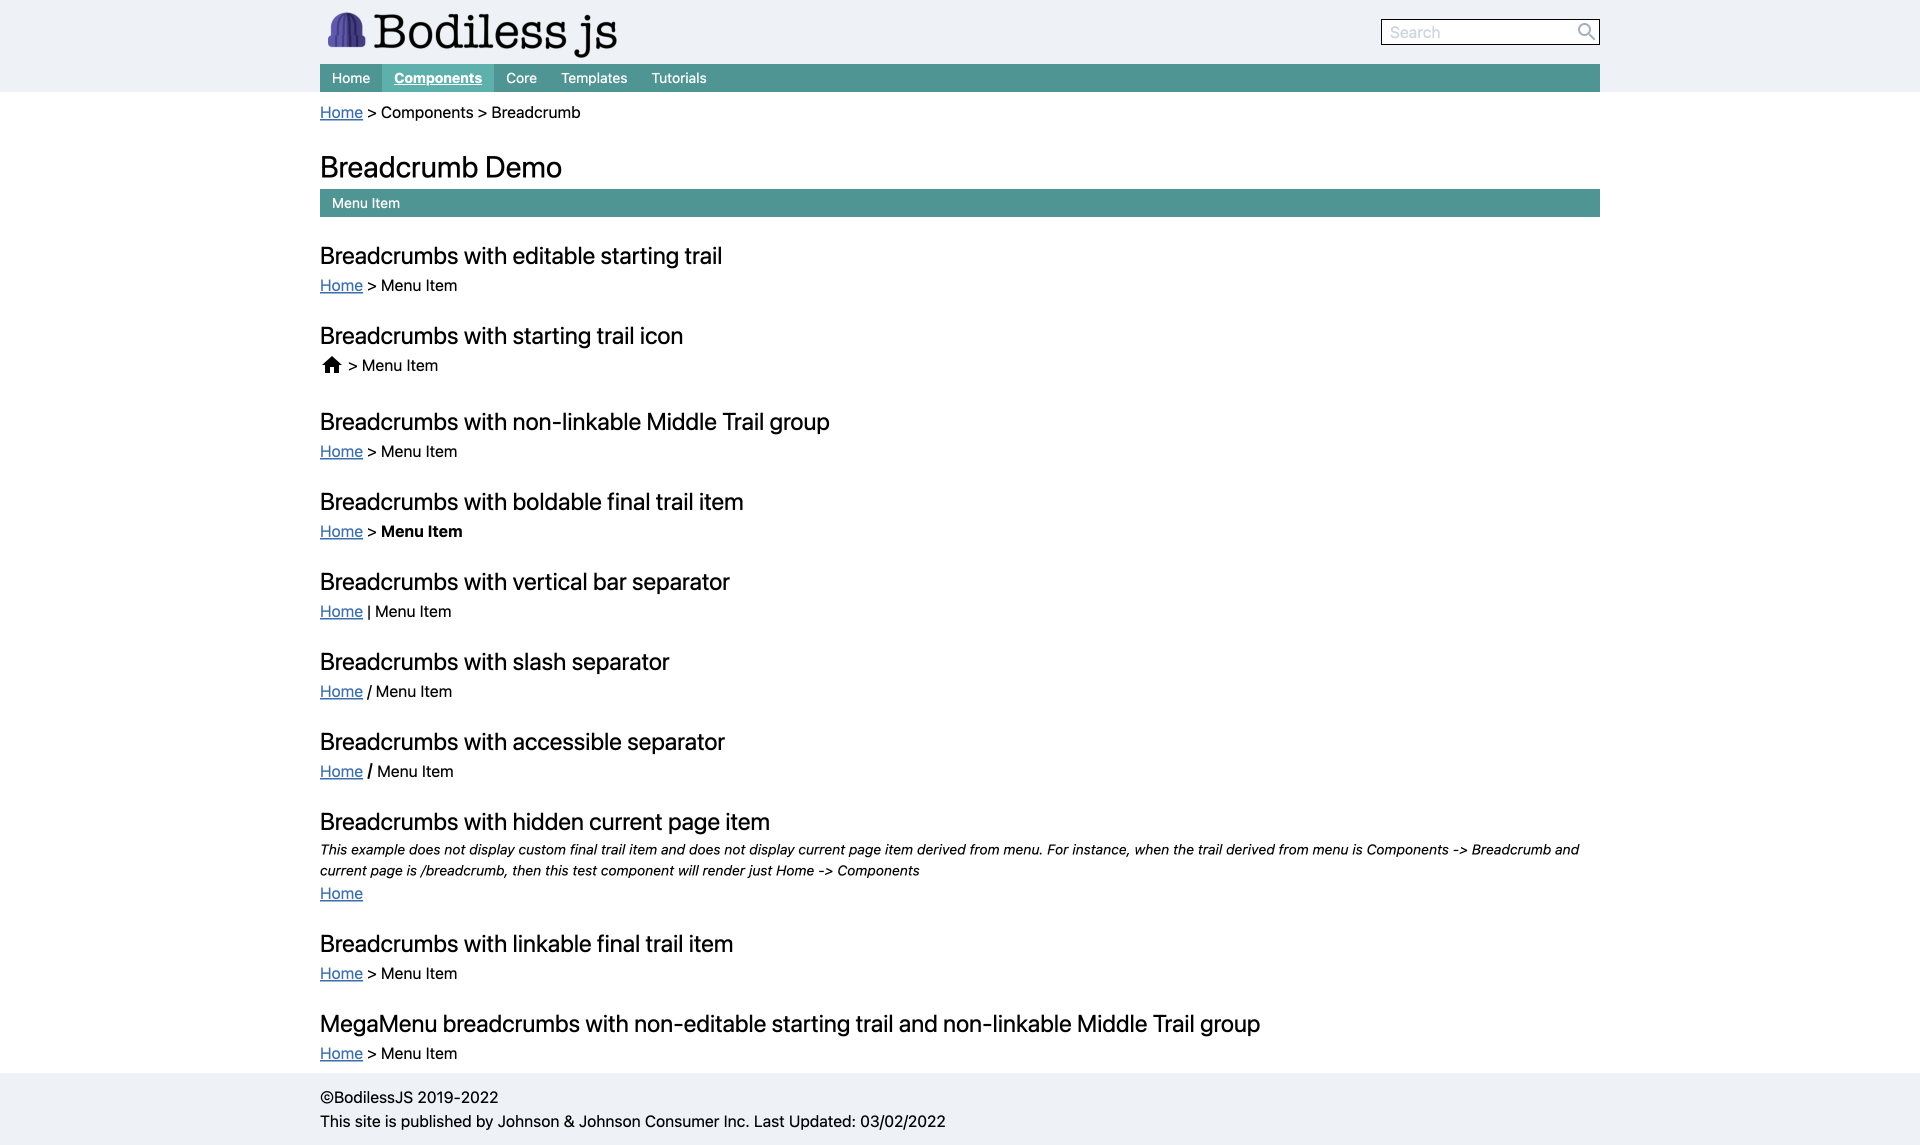 Bodiless js
Search
Home Components Core Templates Tutorials
Home > Components > Breadcrumb
Breadcrumb Demo
Menu Item
Breadcrumbs with editable starting trail
Home > Menu Item
Breadcrumbs with starting trail icon
> Menu Item
Breadcrumbs with non-linkable Middle Trail group
Home > Menu Item
Breadcrumbs with boldable final trail item
Home > Menu Item
Breadcrumbs with vertical bar separator
Home | Menu Item
Breadcrumbs with slash separator
Home / Menu Item
Breadcrumbs with accessible separator
Home / Menu Item
Breadcrumbs with hidden current page item
This example does not display custom final trail item and does not display current page item derived from menu. For instance, when the trail derived from menu is Components -> Breadcrumb and
current page is /breadcrumb, then this test component will render just Home -> Components
Home
Breadcrumbs with linkable final trail item
Home > Menu Item
MegaMenu breadcrumbs with non-editable starting trail and non-linkable Middle Trail group
Home > Menu Item
©BodilessJS 2019-2022
This site is published by Johnson & Johnson Consumer Inc. Last Updated: 03/02/2022